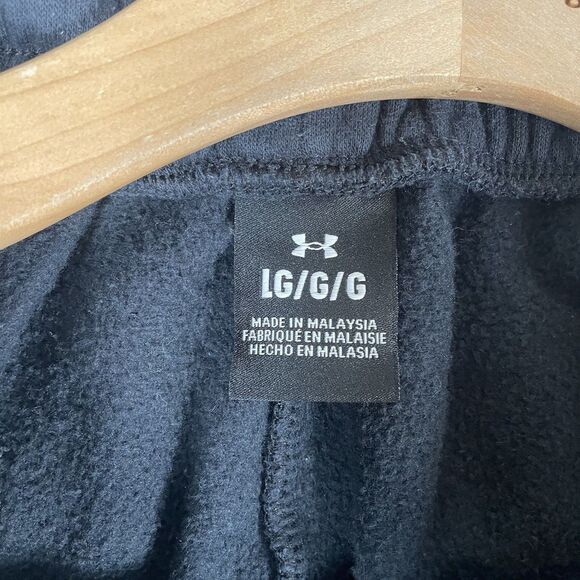 LG/G/G
MADE IN MALAYSIA
FABRIQUÉ EN MALAISIE
HECHO EN MALASIA